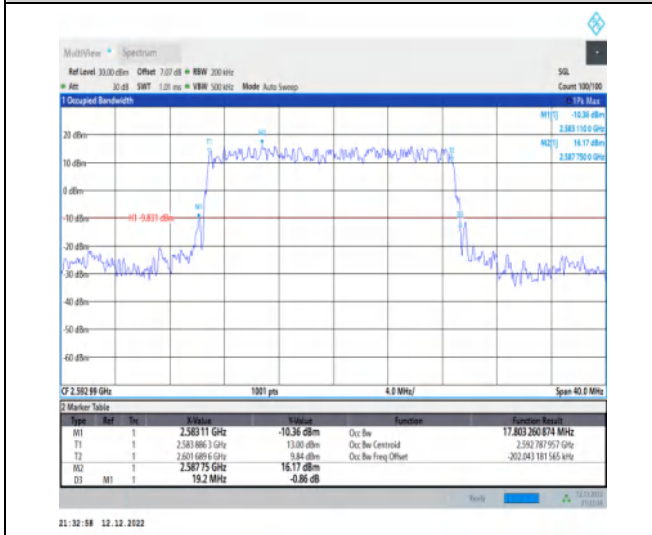 MultiView Spectrum
Ref Level 30.00 dBm Offset 7.07 dB RBW 200 kHz SGL
Att 30 dB SWT 1.01 ms VBW 500 kHz Mode Auto Sweep Count 100/100
1 Occupied Bandwidth 1Pk Max
M1[1] -10.36 dBm
2.583 110 0 GHz
M2[1] 16.17 dBm
2.587 750 0 GHz
20 dBm
10 dBm
0 dBm
-10 dBm
H1 -9.831 dBm
-20 dBm
-30 dBm
-40 dBm
-50 dBm
-60 dBm
T1
M2
T2
M1
D3
CF 2.592 99 GHz 1001 pts 4.0 MHz/ Span 40.0 MHz
2 Marker Table
Type Ref Trc X-Value Y-Value Function Function Result
M1 1 2.583 11 GHz -10.36 dBm Occ Bw 17.803 260 874 MHz
T1 1 2.583 886 3 GHz 13.00 dBm Occ Bw Centroid 2.592 787 957 GHz
T2 1 2.601 689 6 GHz 9.84 dBm Occ Bw Freq Offset -202.043 181 565 kHz
M2 1 2.587 75 GHz 16.17 dBm
D3 M1 1 19.2 MHz -0.86 dB
Ready 12.12.2022
21:32:58 12.12.2022